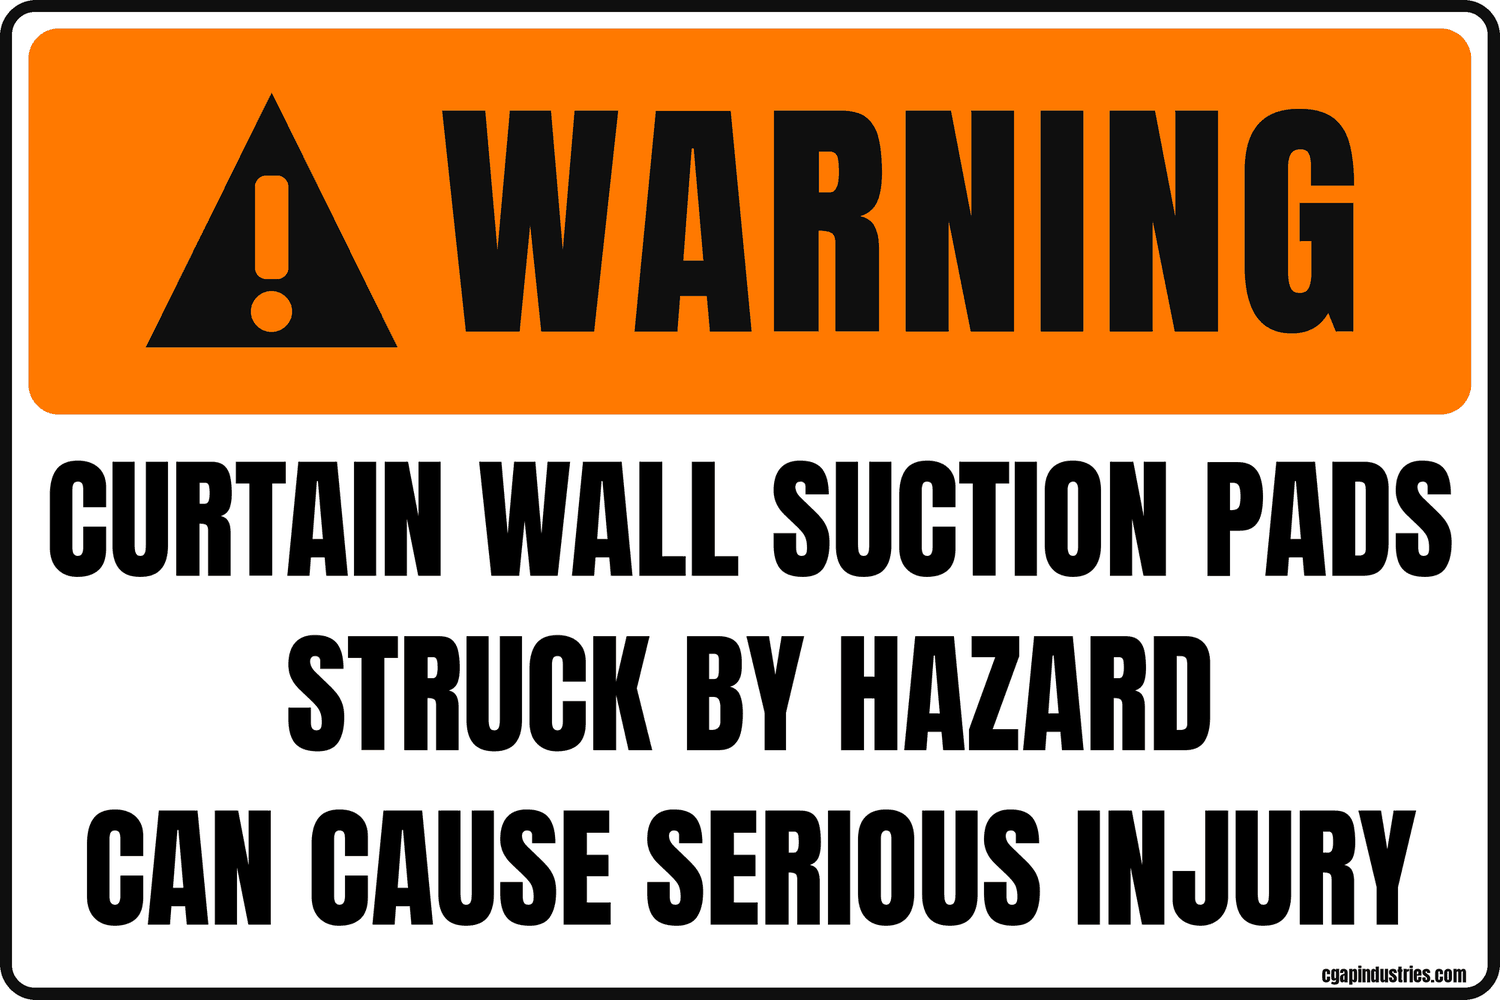 WARNING
CURTAIN WALL SUCTION PADS
STRUCK BY HAZARD
CAN CAUSE SERIOUS INJURY
cgapindustries.com